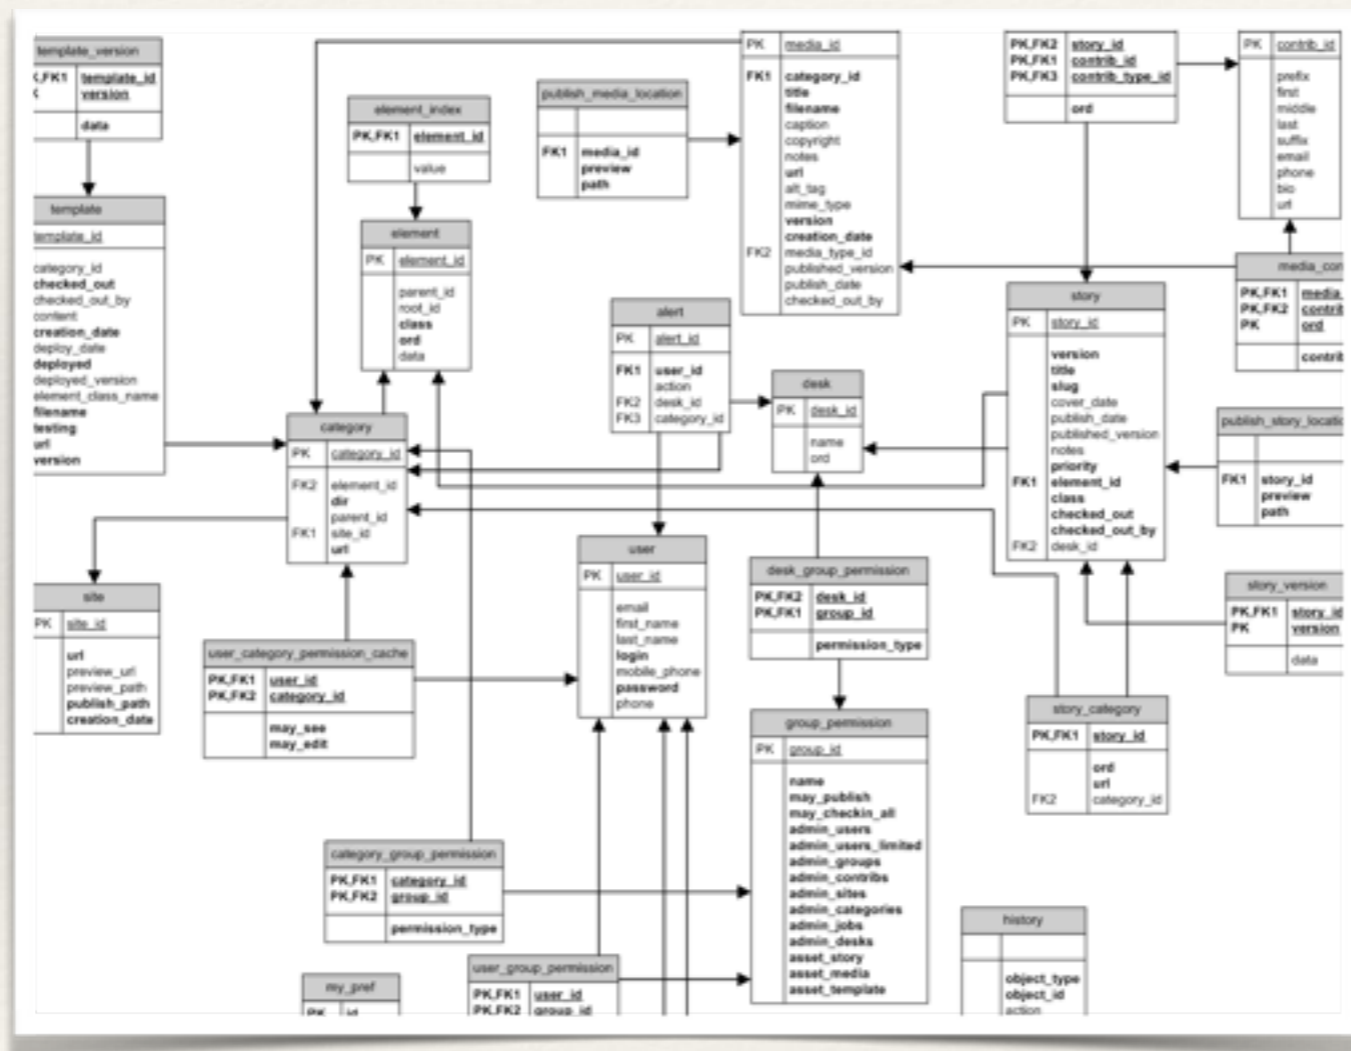 template_version
K,FK1 template_id
K version
data
template
template_id
category_id
checked_out
checked_out_by
content
creation_date
deploy_date
deployed
deployed_version
element_class_name
filename
testing
url
version
element_index
PK,FK1 element_id
value
element
PK element_id
parent_id
root_id
class
ord
data
publish_media_location
FK1 media_id
preview
path
PK media_id
FK1 category_id
title
filename
caption
copyright
notes
url
alt_tag
mime_type
version
creation_date
FK2 media_type_id
published_version
publish_date
checked_out_by
PK,FK2 story_id
PK,FK1 contrib_id
PK,FK3 contrib_type_id
ord
PK contrib_id
prefix
first
middle
last
suffix
email
phone
bio
url
media_con
PK,FK1 media_
PK,FK2 contrib
PK ord
contrib
alert
PK alert_id
FK1 user_id
action
FK2 desk_id
FK3 category_id
desk
PK desk_id
name
ord
story
PK story_id
version
title
slug
cover_date
publish_date
published_version
notes
priority
FK1 element_id
class
checked_out
checked_out_by
FK2 desk_id
publish_story_locatio
FK1 story_id
preview
path
category
PK category_id
FK2 element_id
dir
parent_id
FK1 site_id
url
site
PK site_id
url
preview_url
preview_path
publish_path
creation_date
user_category_permission_cache
PK,FK1 user_id
PK,FK2 category_id
may_see
may_edit
user
PK user_id
email
first_name
last_name
login
mobile_phone
password
phone
desk_group_permission
PK,FK2 desk_id
PK,FK1 group_id
permission_type
story_version
PK,FK1 story_id
PK version
data
story_category
PK,FK1 story_id
ord
url
FK2 category_id
group_permission
PK group_id
name
may_publish
may_checkin_all
admin_users
admin_users_limited
admin_groups
admin_contribs
admin_sites
admin_categories
admin_jobs
admin_desks
asset_story
asset_media
asset_template
category_group_permission
PK,FK1 category_id
PK,FK2 group_id
permission_type
my_pref
PK id
user_group_permission
PK,FK1 user_id
PK,FK2 group_id
history
object_type
object_id
action